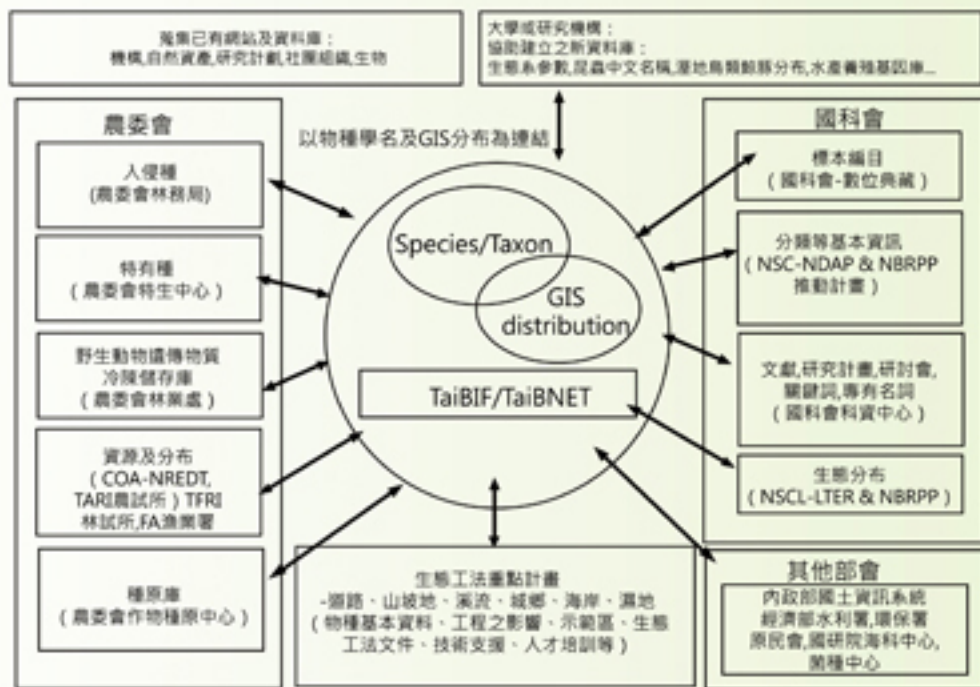 蒐集已有網站及資料庫：
機構,自然資產,研究計劃,社團組織,生物
大學或研究機構：
協助建立之新資料庫：
生態系參數,昆蟲中文名稱,溼地鳥類鯨豚分布,水產養殖基因庫...
以物種學名及GIS分布為連結
農委會
入侵種
(農委會林務局)
特有種
（農委會特生中心）
野生動物遺傳物質
冷凍儲存庫
（農委會林業處）
資源及分布
（COA-NREDT,
TARI農試所）TFRI
林試所,FA漁業署
種原庫
（農委會作物種原中心）
Species/Taxon
GIS
distribution
TaiBIF/TaiBNET
生態工法重點計畫
-道路、山坡地、溪流、城鄉、海岸、濕地
（物種基本資料、工程之影響、示範區、生態
工法文件、技術支援、人才培訓等）
國科會
標本編目
（國科會-數位典藏）
分類等基本資訊
（NSC-NDAP & NBRPP
推動計畫）
文獻,研究計畫,研討會,
關鍵詞,專有名詞
（國科會科資中心）
生態分布
（NSCL-LTER & NBRPP）
其他部會
內政部國土資訊系統
經濟部水利署,環保署
原民會,國研院海科中心,
菌種中心